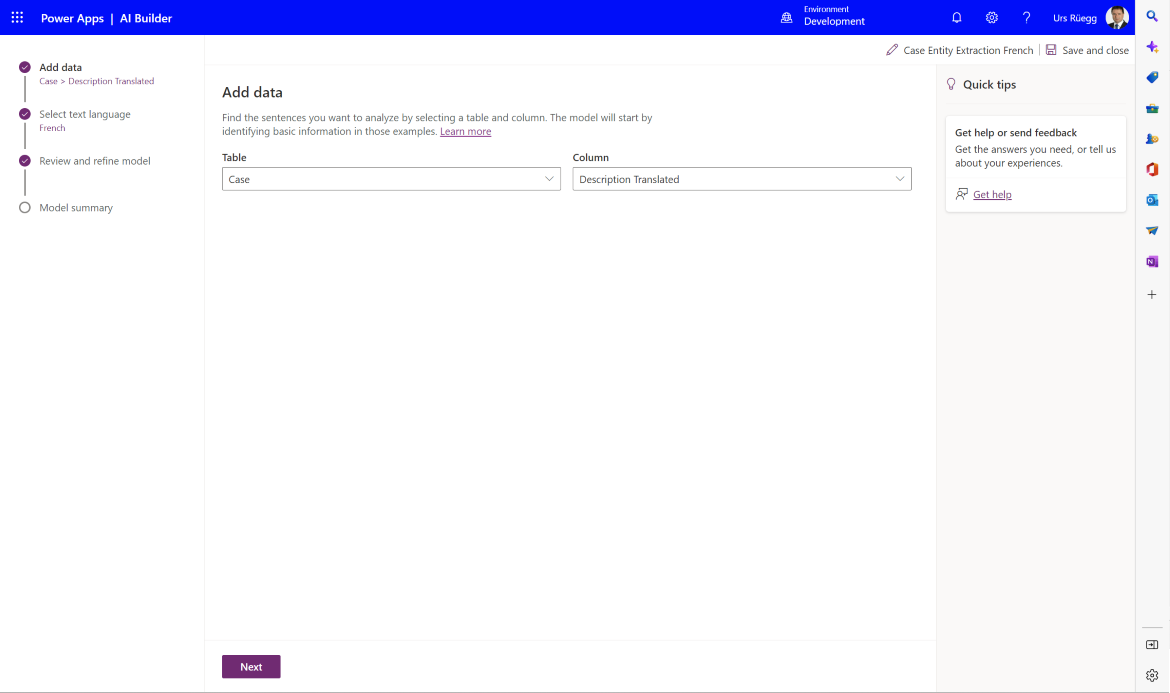 Power Apps | AI Builder
Environment
Development
?
Urs Rüegg
Case Entity Extraction French
Save and close
Add data
Case > Description Translated
Select text language
French
Review and refine model
Model summary
Add data
Find the sentences you want to analyze by selecting a table and column. The model will start by
identifying basic information in those examples. Learn more
Table
Column
Case
Description Translated
Next
Quick tips
Get help or send feedback
Get the answers you need, or tell us
about your experiences.
Get help